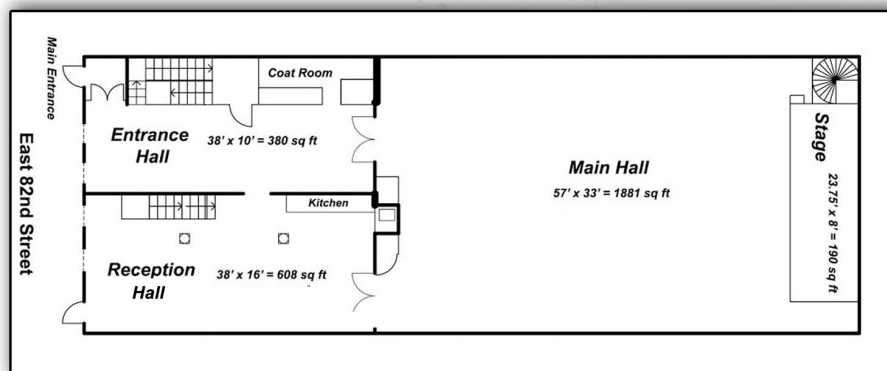 Main Entrance
East 82nd Street
Coat Room
Entrance
Hall
38' x 10' = 380 sq ft
Kitchen
Reception
Hall
38' x 16' = 608 sq ft
Main Hall
57' x 33' = 1881 sq ft
Stage
23.75' x 8' = 190 sq ft